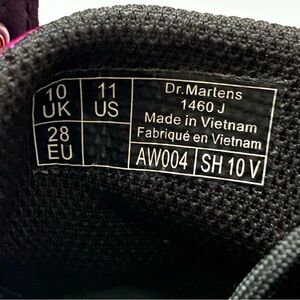 10 UK
11 US
28 EU
Dr.Martens
1460 J
Made in Vietnam
Fabriqué en Vietnam
AW004
SH 10 V